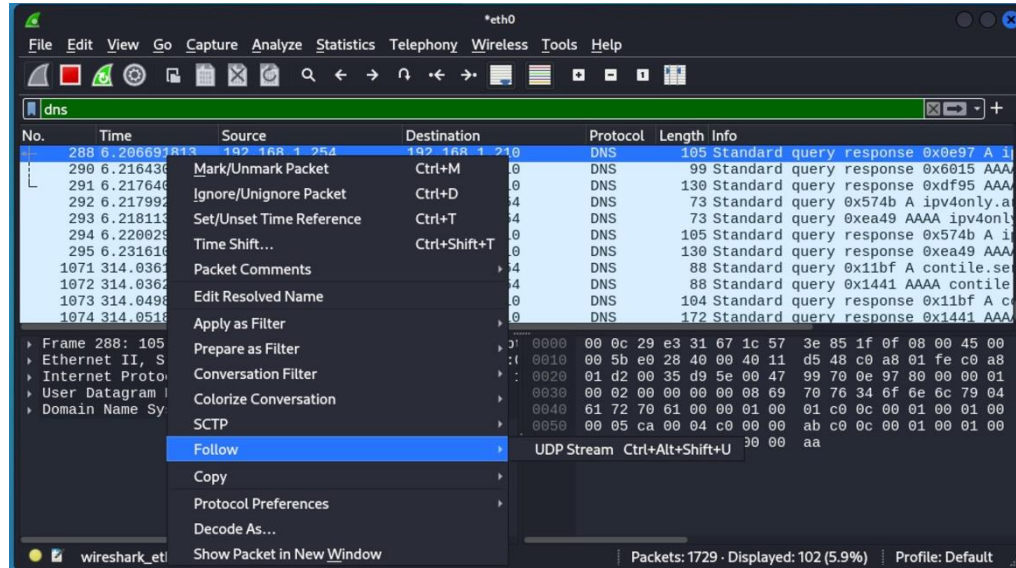 *eth0
File Edit View Go Capture Analyze Statistics Telephony Wireless Tools Help
dns
No. Time Source Destination Protocol Length Info
288 6.206691813 192.168.1.254 192.168.1.210 DNS 105 Standard query response 0x0e97 A
290 6.216430 DNS 99 Standard query response 0x6015 AAA
291 6.217640 DNS 130 Standard query response 0xdf95 AAA
292 6.217992 DNS 73 Standard query 0x574b A ipv4only.a
293 6.218113 DNS 73 Standard query 0xea49 AAAA ipv4onl
294 6.220029 DNS 105 Standard query response 0x574b A
295 6.231610 DNS 130 Standard query response 0xea49 AAA
1071 314.0361 DNS 88 Standard query 0x11bf A contile.se
1072 314.0362 DNS 88 Standard query 0x1441 AAAA contile
1073 314.0498 DNS 104 Standard query response 0x11bf A c
1074 314.0518 DNS 172 Standard query response 0x1441 AAA
Mark/Unmark Packet Ctrl+M
Ignore/Unignore Packet Ctrl+D
Set/Unset Time Reference Ctrl+T
Time Shift... Ctrl+Shift+T
Packet Comments
Edit Resolved Name
Apply as Filter
Prepare as Filter
Conversation Filter
Colorize Conversation
SCTP
Follow
UDP Stream Ctrl+Alt+Shift+U
Copy
Protocol Preferences
Decode As...
Show Packet in New Window
Frame 288: 105
Ethernet II, S
Internet Proto
User Datagram
Domain Name Sy
0000 00 0c 29 e3 31 67 1c 57 3e 85 1f 0f 08 00 45 00
0010 00 5b e0 28 40 00 40 11 d5 48 c0 a8 01 fe c0 a8
0020 01 d2 00 35 d9 5e 00 47 99 70 0e 97 80 00 00 01
0030 00 02 00 00 00 00 08 69 70 76 34 6f 6e 6c 79 04
0040 61 72 70 61 00 00 01 00 01 c0 0c 00 01 00 01 00
0050 00 05 ca 00 04 c0 00 00 ab c0 0c 00 01 00 01 00
00 00 aa
wireshark_et
Packets: 1729 · Displayed: 102 (5.9%)
Profile: Default